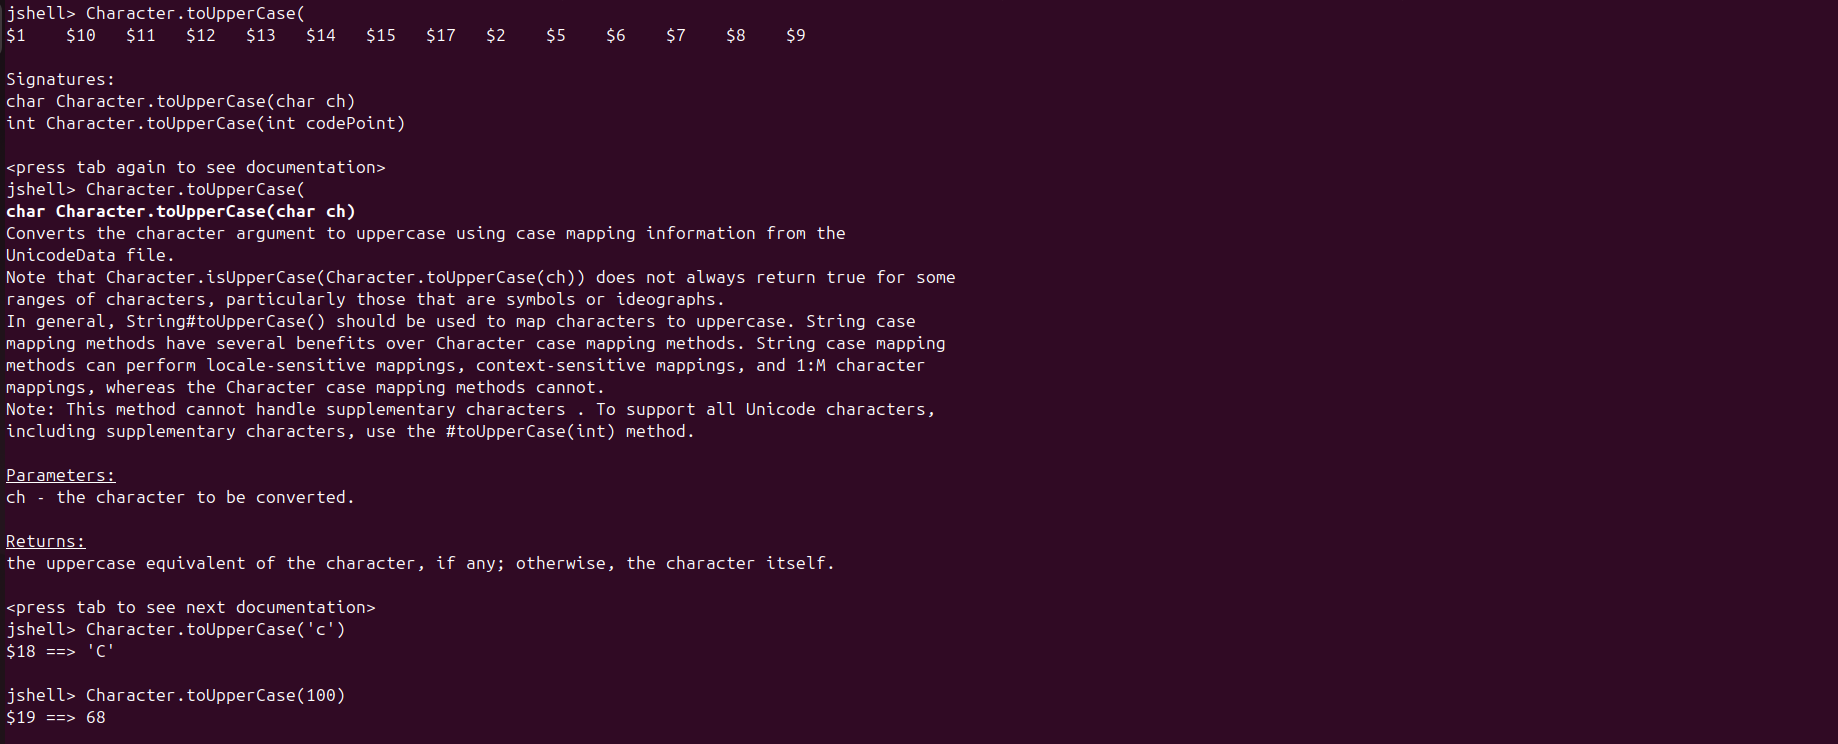 jshell> Character.toUpperCase(
$1    $10   $11   $12   $13   $14   $15   $17   $2    $5    $6    $7    $8    $9
Signatures:
char Character.toUpperCase(char ch)
int Character.toUpperCase(int codePoint)
<press tab again to see documentation>
jshell> Character.toUpperCase(
char Character.toUpperCase(char ch)
Converts the character argument to uppercase using case mapping information from the
UnicodeData file.
Note that Character.isUpperCase(Character.toUpperCase(ch)) does not always return true for some
ranges of characters, particularly those that are symbols or ideographs.
In general, String#toUpperCase() should be used to map characters to uppercase. String case
mapping methods have several benefits over Character case mapping methods. String case mapping
methods can perform locale-sensitive mappings, context-sensitive mappings, and 1:M character
mappings, whereas the Character case mapping methods cannot.
Note: This method cannot handle supplementary characters . To support all Unicode characters,
including supplementary characters, use the #toUpperCase(int) method.
Parameters:
ch - the character to be converted.
Returns:
the uppercase equivalent of the character, if any; otherwise, the character itself.
<press tab to see next documentation>
jshell> Character.toUpperCase('c')
$18 ==> 'C'
jshell> Character.toUpperCase(100)
$19 ==> 68